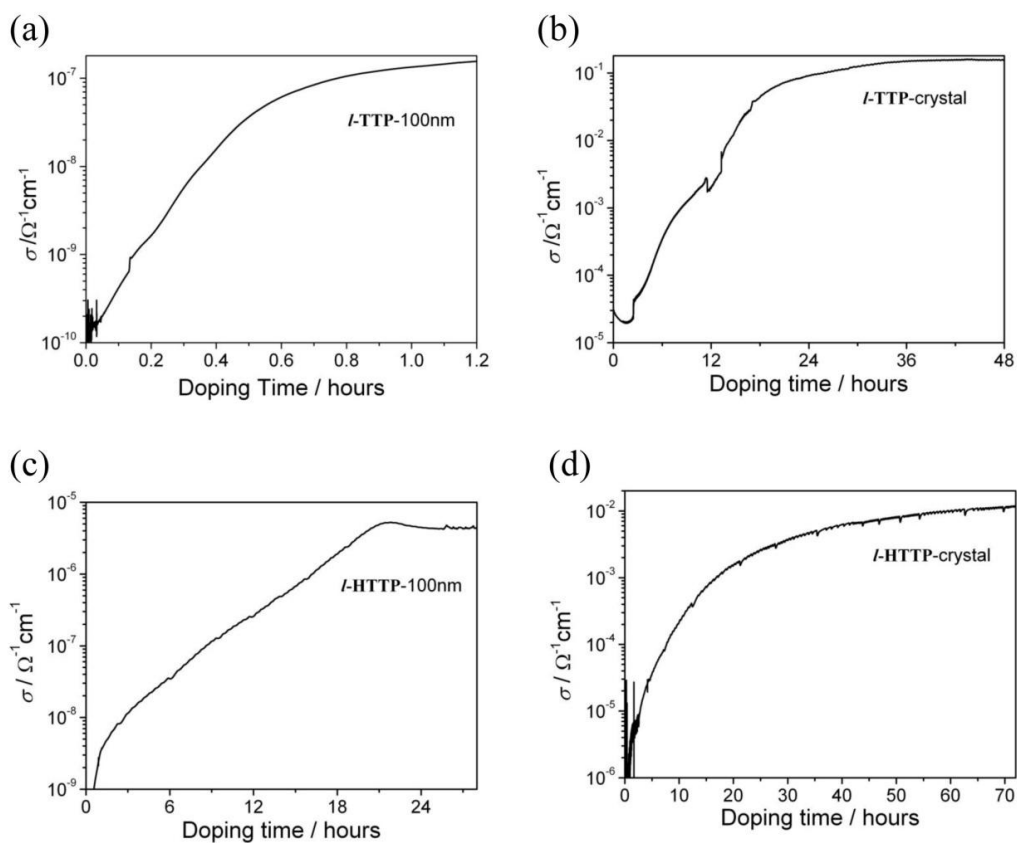 (a)
10⁻⁷
10⁻⁸
10⁻⁹
10⁻¹⁰
σ /Ω⁻¹cm⁻¹
l-TTP-100nm
0.0 0.2 0.4 0.6 0.8 1.0 1.2
Doping Time / hours
(b)
10⁻¹
10⁻²
10⁻³
10⁻⁴
10⁻⁵
σ /Ω⁻¹cm⁻¹
l-TTP-crystal
0 12 24 36 48
Doping time / hours
(c)
10⁻⁵
10⁻⁶
10⁻⁷
10⁻⁸
10⁻⁹
σ / Ω⁻¹cm⁻¹
l-HTTP-100nm
0 6 12 18 24
Doping time / hours
(d)
10⁻²
10⁻³
10⁻⁴
10⁻⁵
10⁻⁶
σ / Ω⁻¹cm⁻¹
l-HTTP-crystal
0 10 20 30 40 50 60 70
Doping time / hours